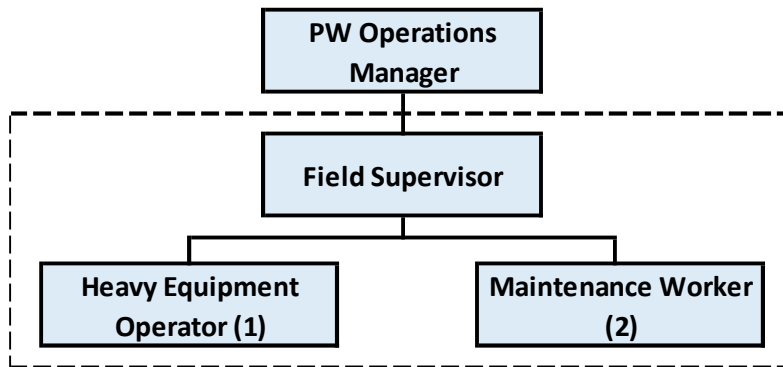 PW Operations
Manager
Field Supervisor
Heavy Equipment
Operator (1)
Maintenance Worker
(2)